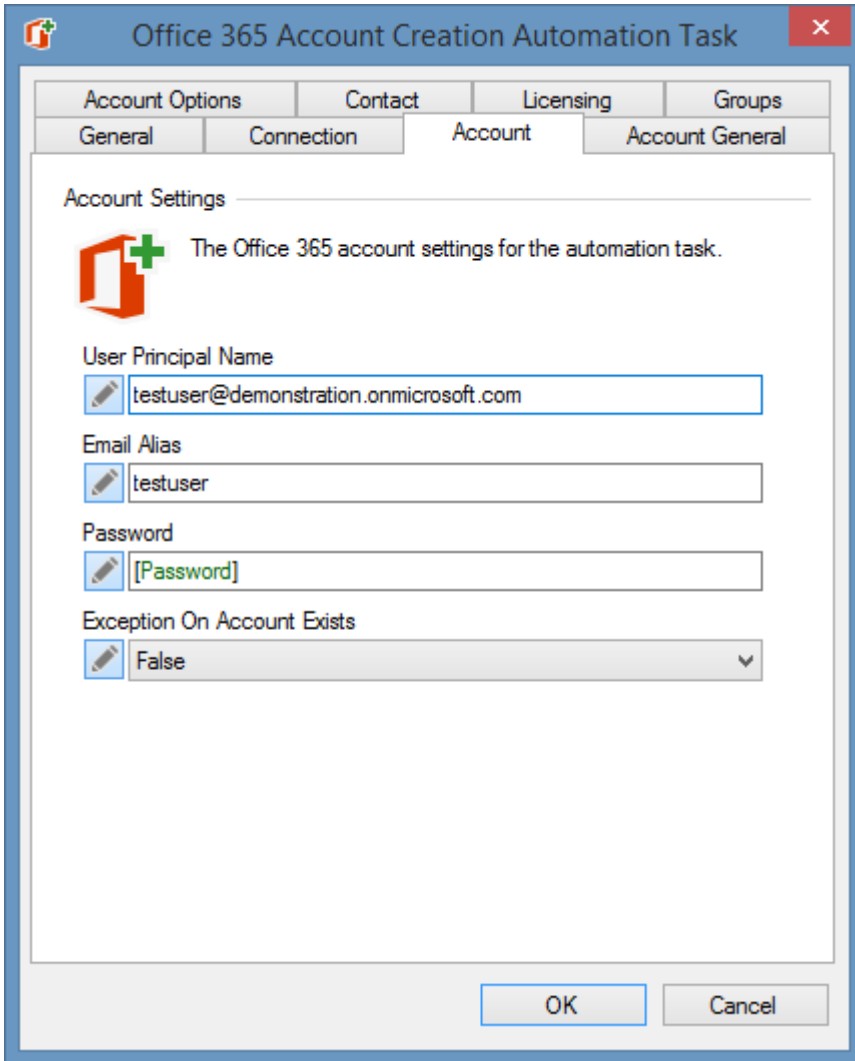 Office 365 Account Creation Automation Task
Account Options Contact Licensing Groups
General Connection Account Account General
Account Settings
The Office 365 account settings for the automation task.
User Principal Name
testuser@demonstration.onmicrosoft.com
Email Alias
testuser
Password
[Password]
Exception On Account Exists
False
OK Cancel